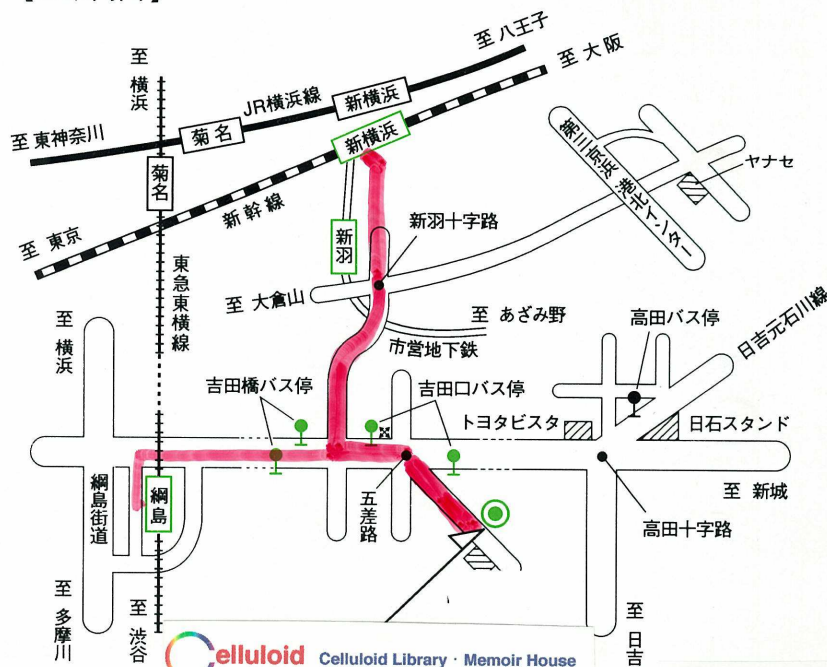 至 八王子
至 大阪
至 横浜
JR横浜線
新横浜
菊名
至 東神奈川
新横浜
菊名
新幹線
至 東京
第三京浜 港北インター
ヤナセ
新羽
新羽十字路
東急東横線
至 大倉山
至 あざみ野
市営地下鉄
至 横浜
高田バス停
日吉元石川線
吉田橋バス停
吉田口バス停
トヨタビスタ
日石スタンド
綱島街道
綱島
五差路
至 新城
高田十字路
至 多摩川
至 渋谷
至 日吉
Celluloid Celluloid Library · Memoir House